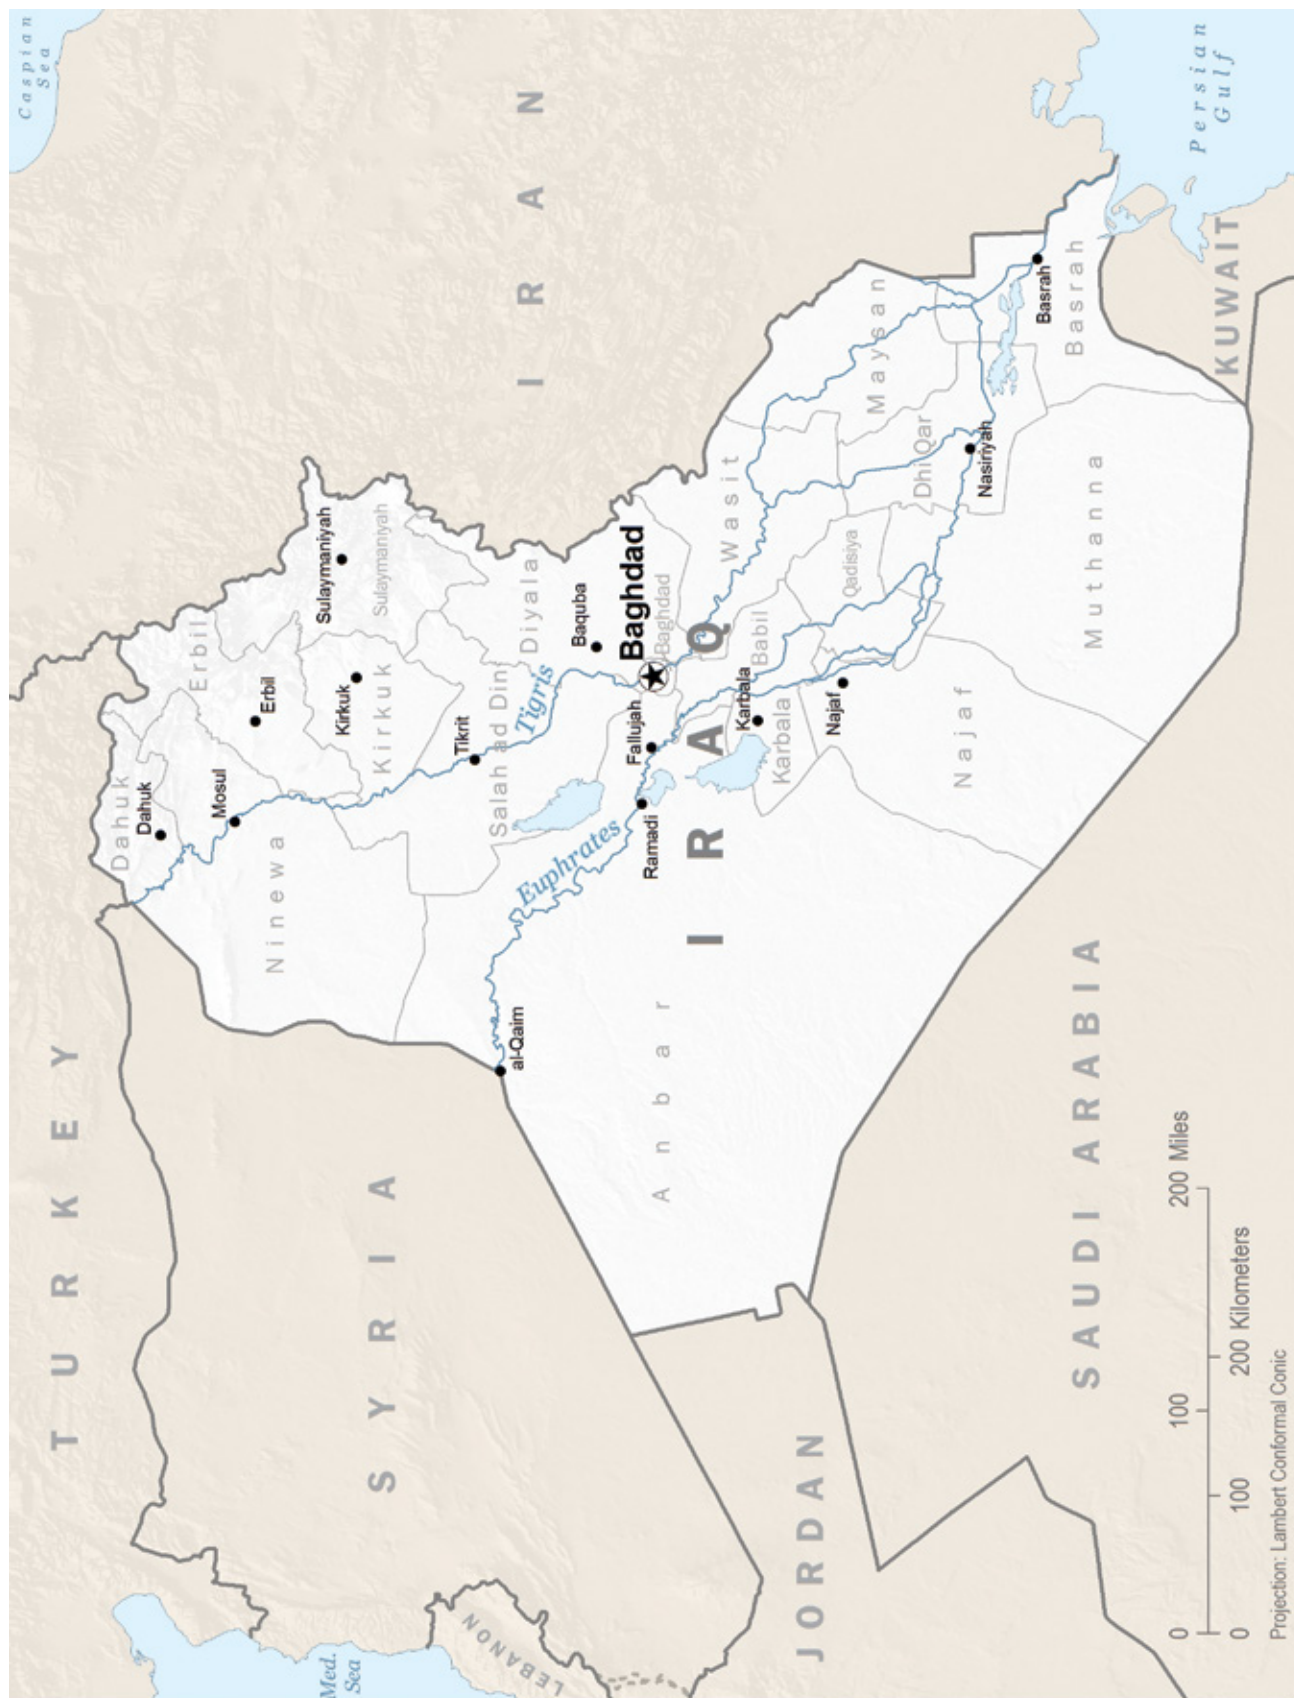 Caspian
Sea
TURKEY
IRAN
SYRIA
Dahuk
Dahuk
Mosul
Ninewa
Erbil
Erbil
Sulaymaniyah
Sulaymaniyah
Kirkuk
Kirkuk
Tikrit
Salahad Din
Tigris
Diyala
Baquba
Baghdad
Baghdad
Fallujah
Ramadi
Euphrates
al-Qaim
Anbar
IRAQ
Karbala
Karbala
Babil
Wasit
Najaf
Najaf
Qadisiya
Maysan
Dhi Qar
Nasiriyah
Muthanna
Basrah
Basrah
Persian
Gulf
KUWAIT
SAUDI ARABIA
JORDAN
LEBANON
Med.
Sea
0 100 200 Miles
0 100 200 Kilometers
Projection: Lambert Conformal Conic